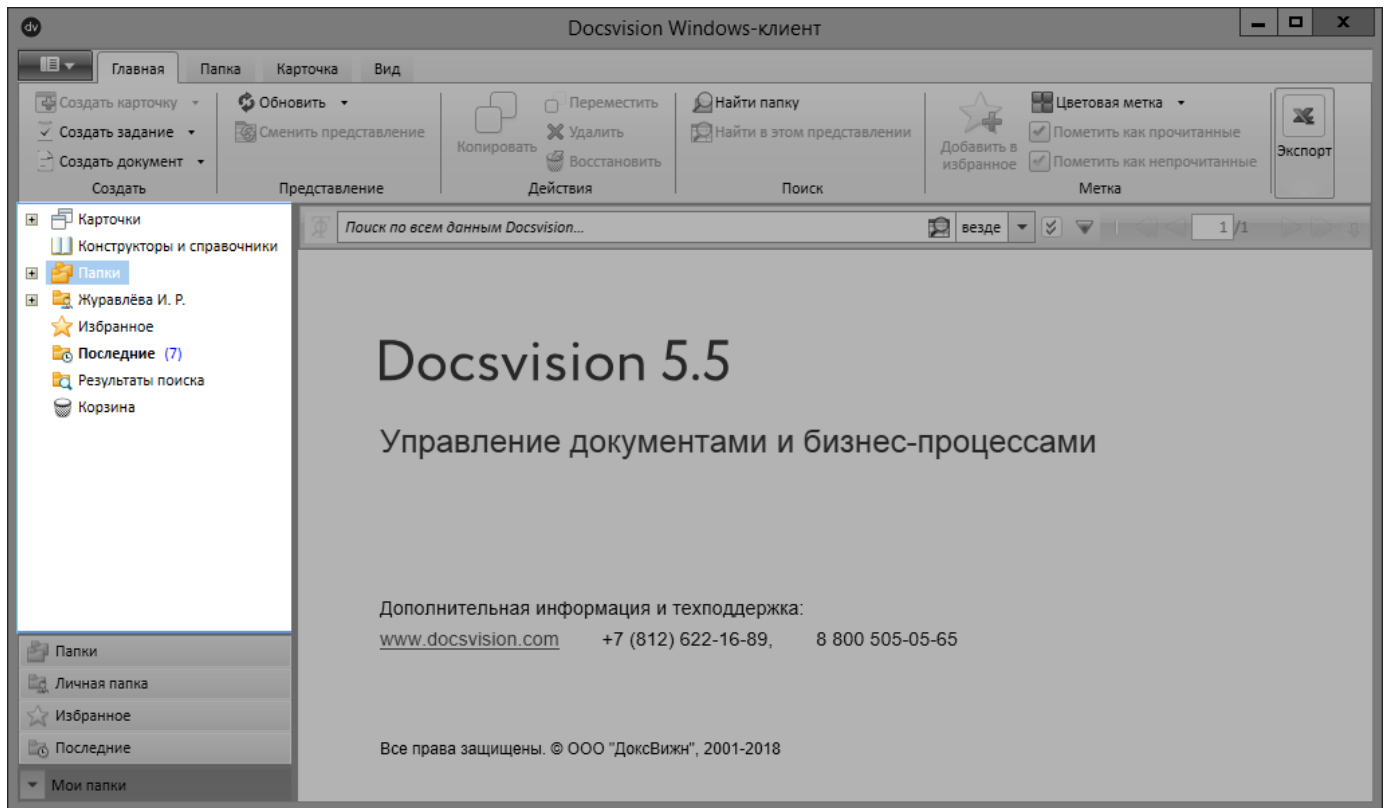 dv
Docsvision Windows-клиент
Главная Папка Карточка Вид
Создать карточку
Создать задание
Создать документ
Создать
Обновить
Сменить представление
Представление
Копировать
Переместить
Удалить
Восстановить
Действия
Найти папку
Найти в этом представлении
Поиск
Добавить в
избранное
Цветовая метка
Пометить как прочитанные
Пометить как непрочитанные
Метка
Экспорт
Карточки
Конструкторы и справочники
Папки
Журавлёва И. Р.
Избранное
Последние (7)
Результаты поиска
Корзина
Папки
Личная папка
Избранное
Последние
Мои папки
Поиск по всем данным Docsvision... везде 1 /1
Docsvision 5.5
Управление документами и бизнес-процессами
Дополнительная информация и техподдержка:
www.docsvision.com +7 (812) 622-16-89, 8 800 505-05-65
Все права защищены. © ООО "ДоксВижн", 2001-2018